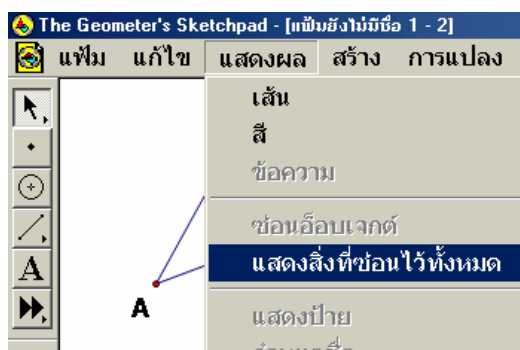 The Geometer's Sketchpad - [แฟ้มยังไม่มีชื่อ 1 - 2]
แฟ้ม แก้ไข แสดงผล สร้าง การแปลง
เส้น
สี
ข้อความ
ซ่อนอ็อบเจกต์
แสดงสิ่งที่ซ่อนไว้ทั้งหมด
แสดงป้าย
A
A